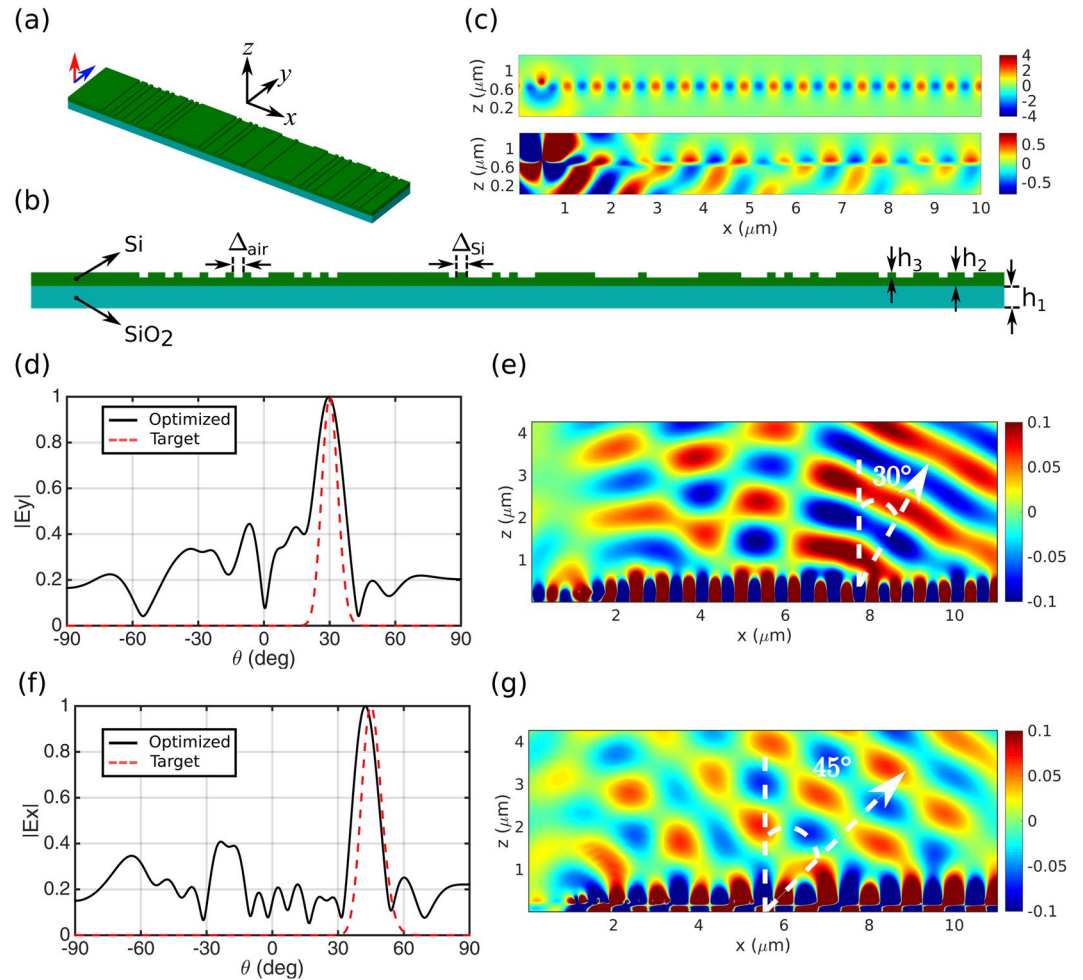 (a)
z
y
x
(b)
Si
SiO2
Δair
ΔSi
h3
h2
h1
(c)
z (μm)
1
0.6
0.2
4
2
0
-2
-4
z (μm)
1
0.6
0.2
0.5
0
-0.5
1 2 3 4 5 6 7 8 9 10
x (μm)
(d)
|Ey|
1
0.8
0.6
0.4
0.2
0
Optimized
Target
-90 -60 -30 0 30 60 90
θ (deg)
(e)
z (μm)
4
3
2
1
30°
2 4 6 8 10
x (μm)
0.1
0.05
0
-0.05
-0.1
(f)
|Ex|
1
0.8
0.6
0.4
0.2
0
Optimized
Target
-90 -60 -30 0 30 60 90
θ (deg)
(g)
z (μm)
4
3
2
1
45°
2 4 6 8 10
x (μm)
0.1
0.05
0
-0.05
-0.1